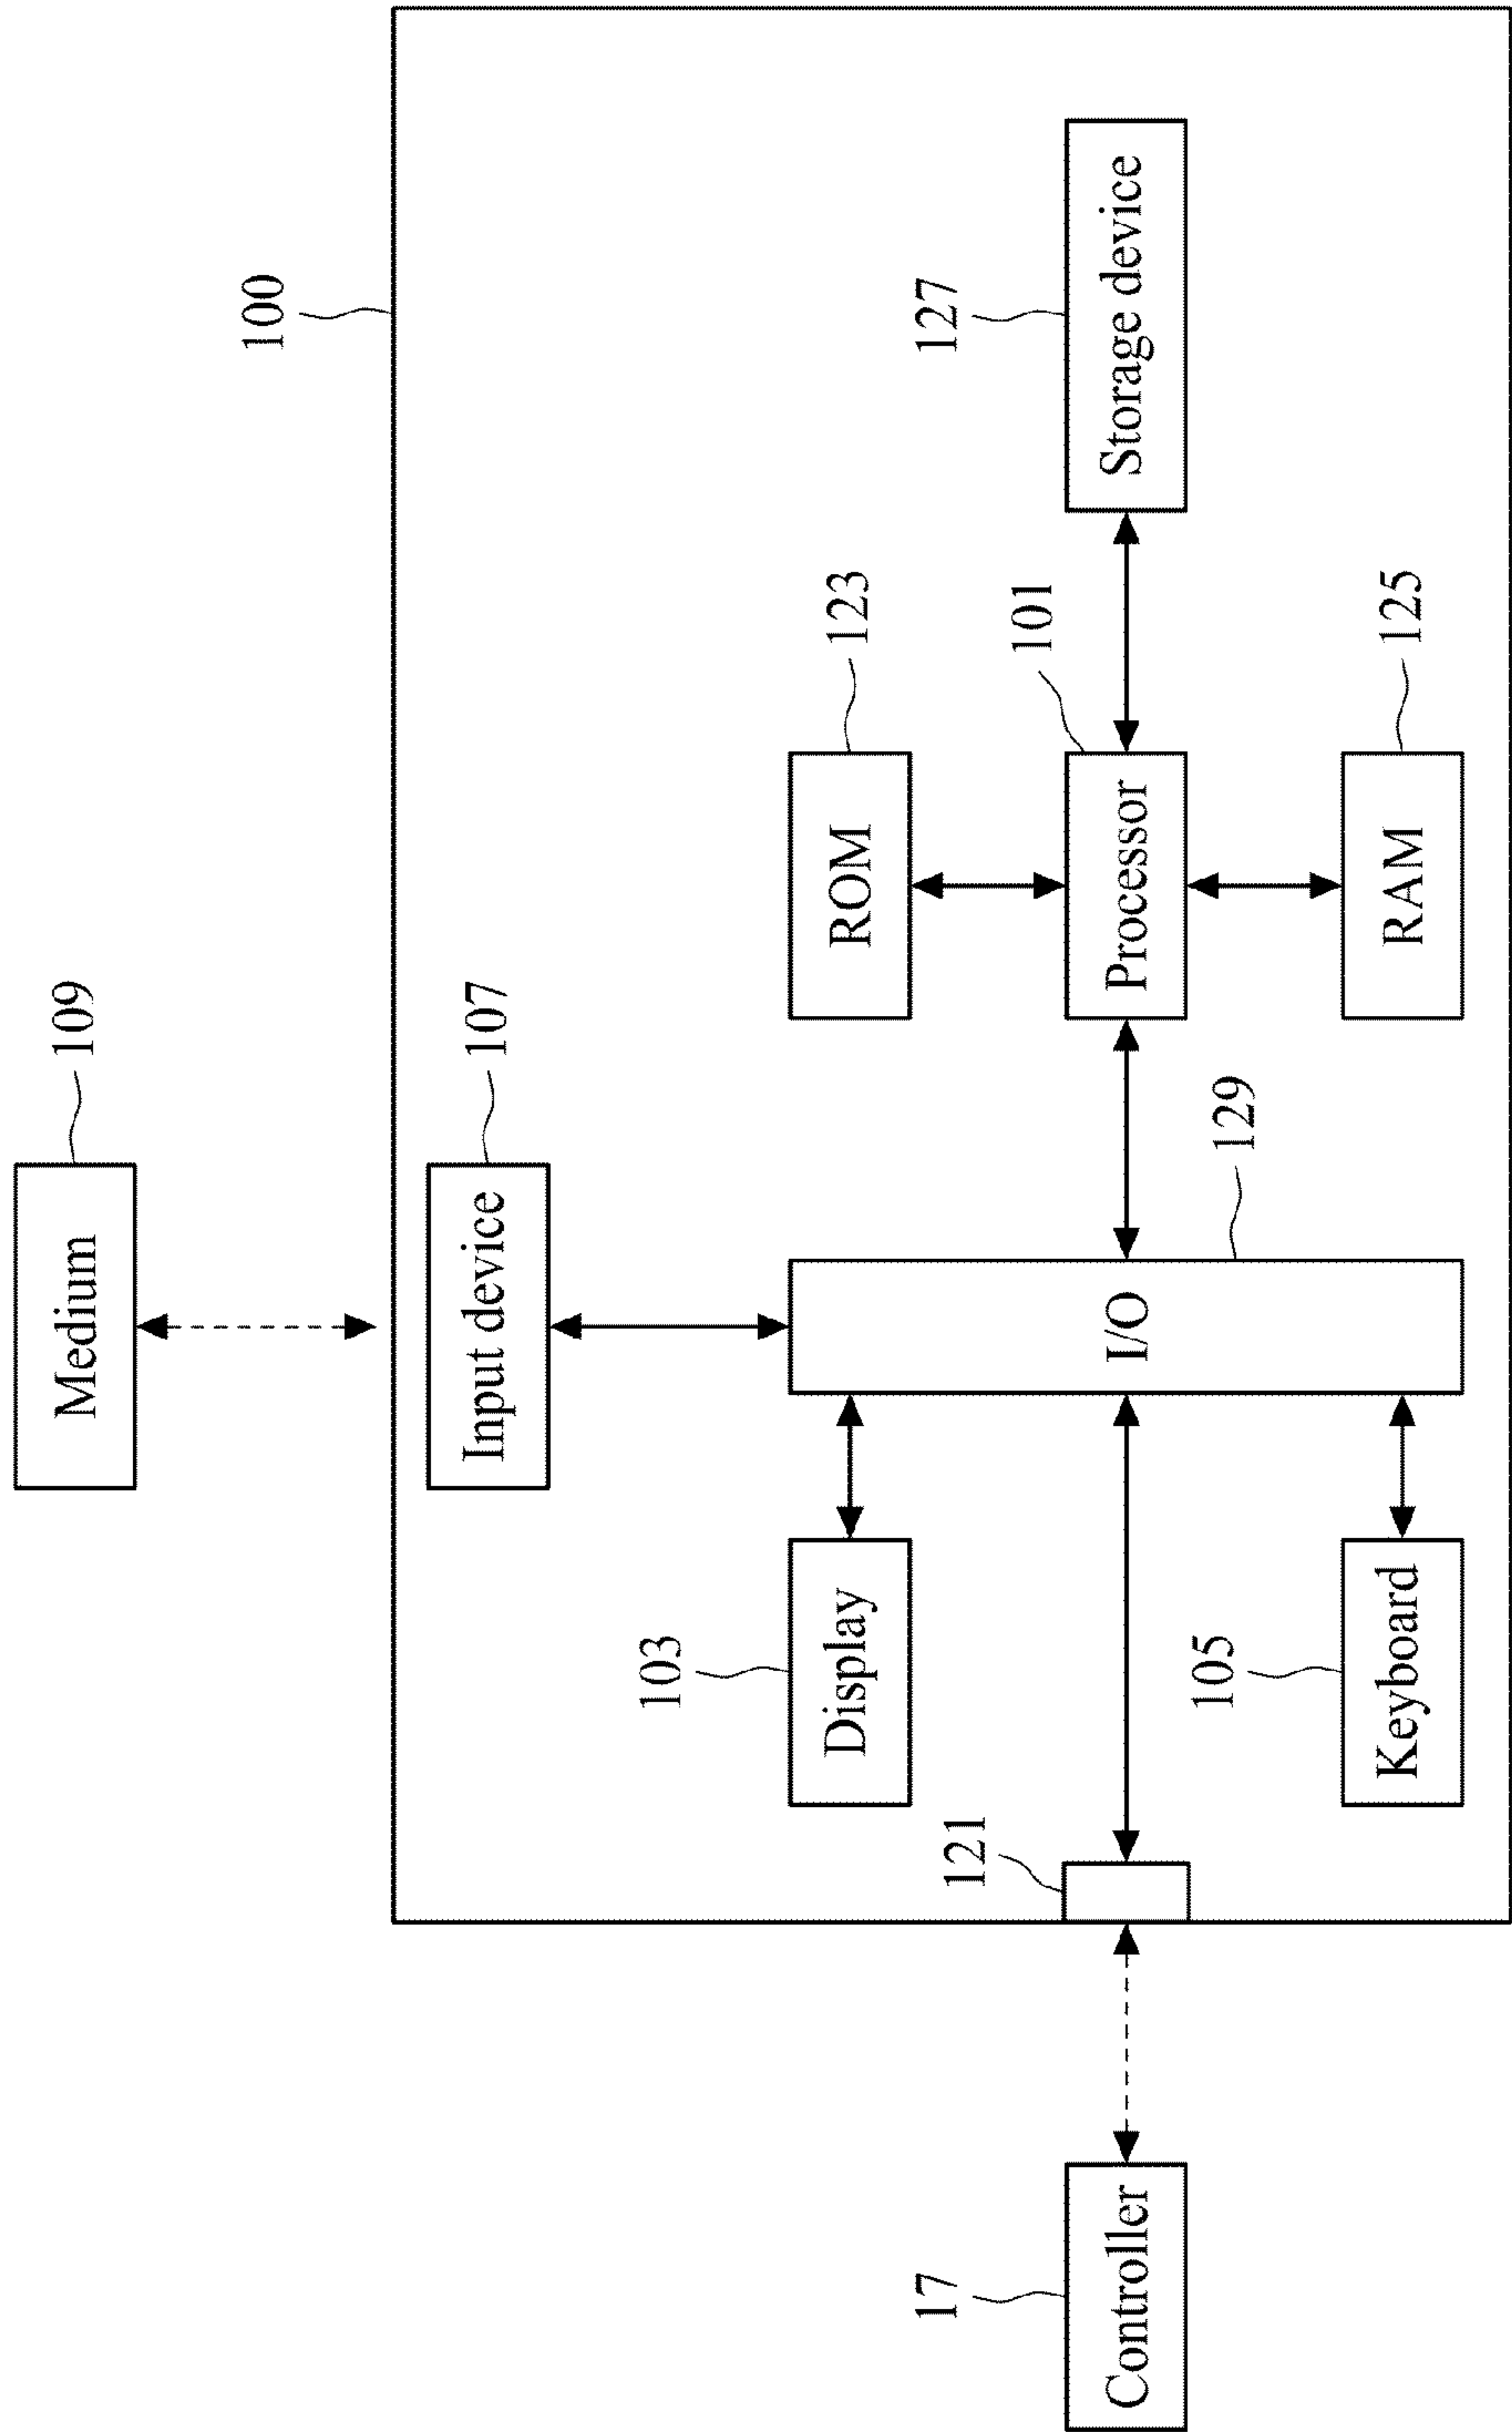 Medium
109
100
Input device
107
103
Display
ROM
123
127
121
17
Controller
I/O
129
Processor
101
Storage device
105
Keyboard
RAM
125